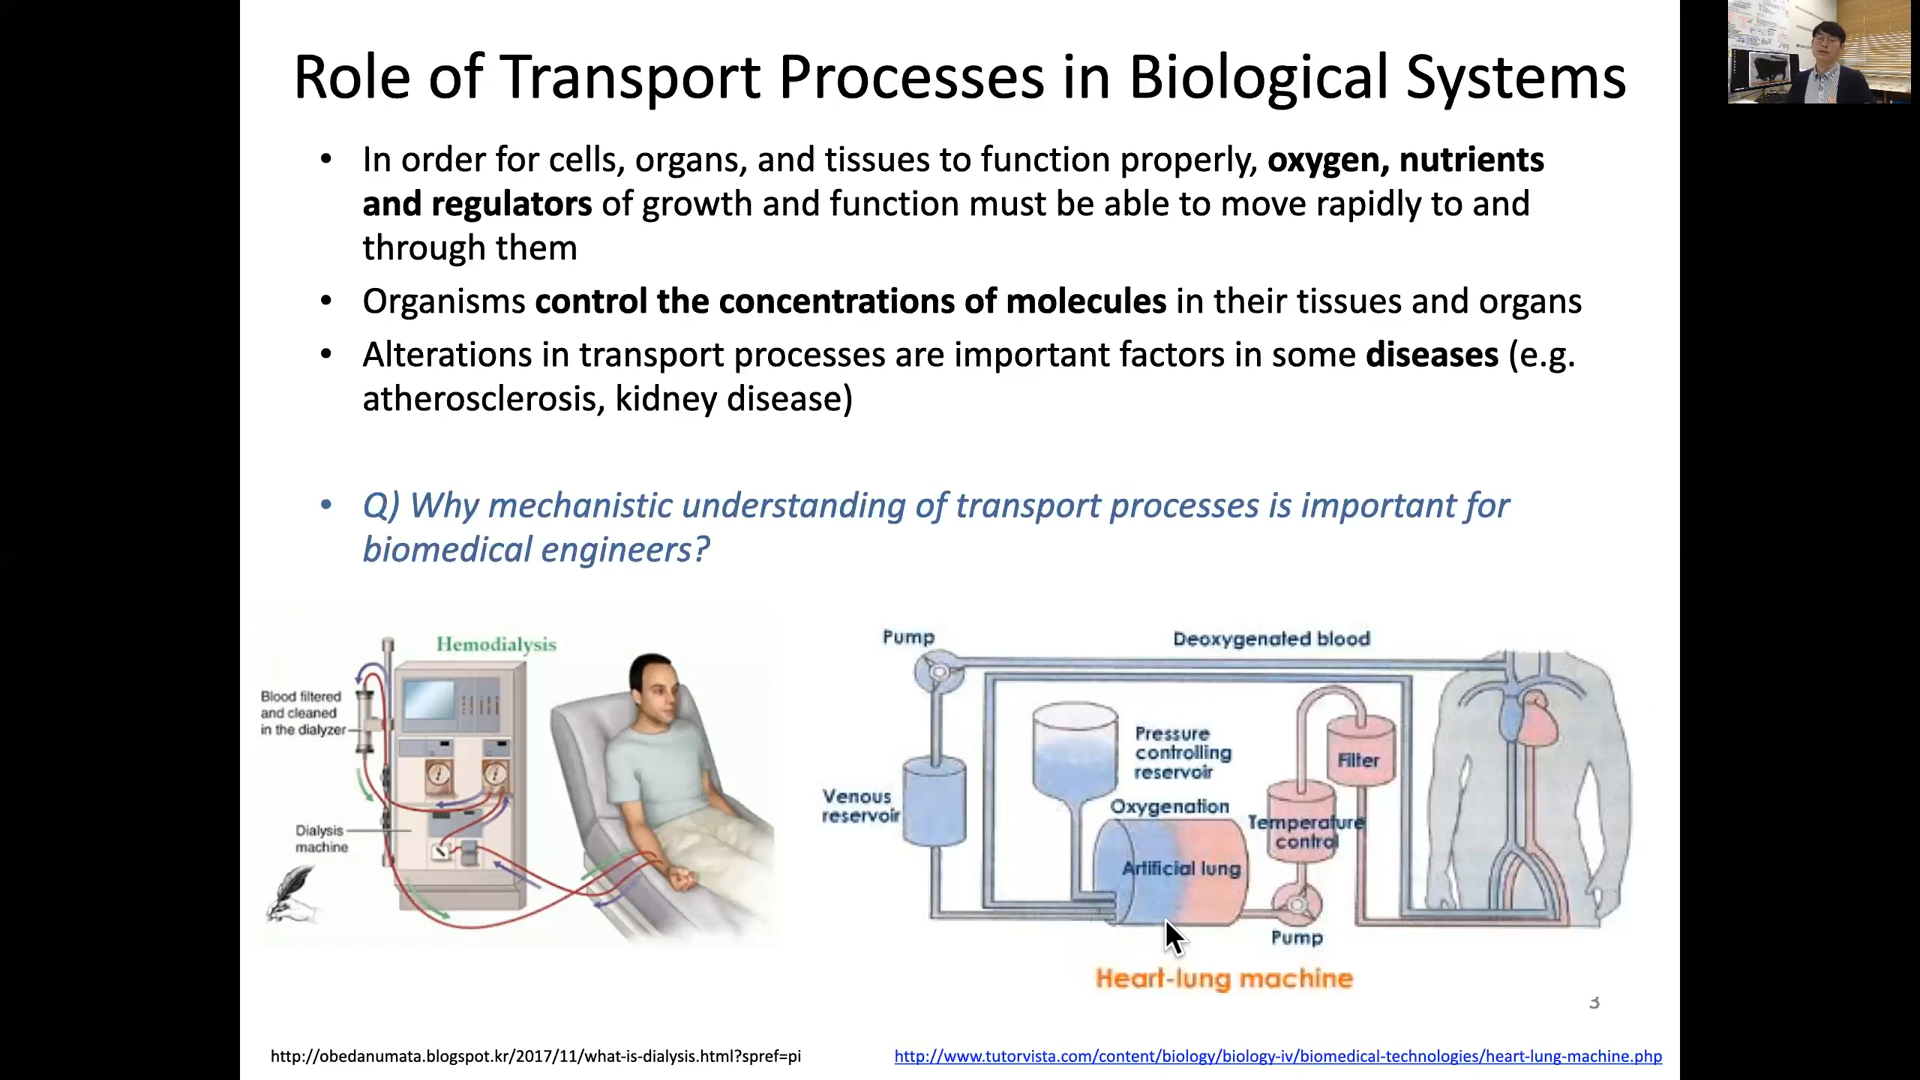 Role of Transport Processes in Biological Systems
• In order for cells, organs, and tissues to function properly, oxygen, nutrients
and regulators of growth and function must be able to move rapidly to and
through them
• Organisms control the concentrations of molecules in their tissues and organs
• Alterations in transport processes are important factors in some diseases (e.g.
atherosclerosis, kidney disease)
• Q) Why mechanistic understanding of transport processes is important for
biomedical engineers?
Hemodialysis
Blood filtered
and cleaned
in the dialyzer
Dialysis
machine
Pump
Deoxygenated blood
Pressure
controlling
reservoir
Filter
Venous
reservoir
Oxygenation
Temperature
control
Artificial lung
Pump
Heart-lung machine
3
http://obedanumata.blogspot.kr/2017/11/what-is-dialysis.html?spref=pi
http://www.tutorvista.com/content/biology/biology-iv/biomedical-technologies/heart-lung-machine.php